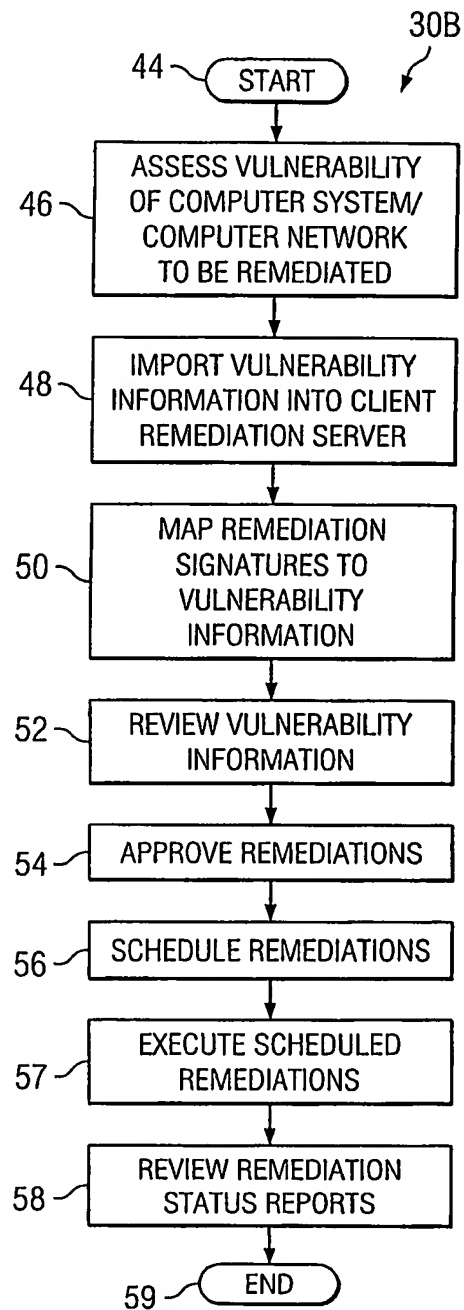 30B
44
START
46
ASSESS VULNERABILITY
OF COMPUTER SYSTEM/
COMPUTER NETWORK
TO BE REMEDIATED
48
IMPORT VULNERABILITY
INFORMATION INTO CLIENT
REMEDIATION SERVER
50
MAP REMEDIATION
SIGNATURES TO
VULNERABILITY
INFORMATION
52
REVIEW VULNERABILITY
INFORMATION
54
APPROVE REMEDIATIONS
56
SCHEDULE REMEDIATIONS
57
EXECUTE SCHEDULED
REMEDIATIONS
58
REVIEW REMEDIATION
STATUS REPORTS
59
END